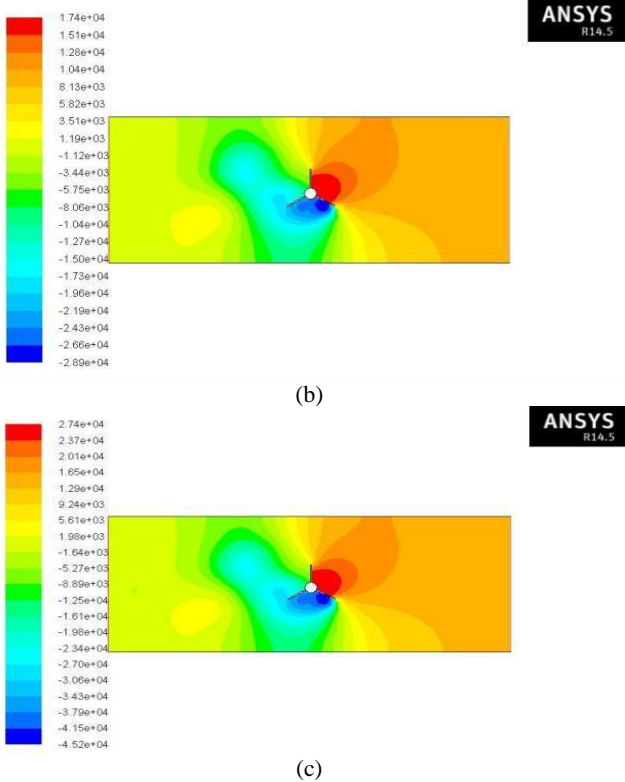 ANSYS
R14.5
1.74e+04
1.51e+04
1.28e+04
1.04e+04
8.13e+03
5.82e+03
3.51e+03
1.19e+03
-1.12e+03
-3.44e+03
-5.75e+03
-8.06e+03
-1.04e+04
-1.27e+04
-1.50e+04
-1.73e+04
-1.96e+04
-2.19e+04
-2.43e+04
-2.66e+04
-2.89e+04
(b)
ANSYS
R14.5
2.74e+04
2.37e+04
2.01e+04
1.65e+04
1.29e+04
9.24e+03
5.61e+03
1.98e+03
-1.64e+03
-5.27e+03
-8.89e+03
-1.25e+04
-1.61e+04
-1.98e+04
-2.34e+04
-2.70e+04
-3.06e+04
-3.43e+04
-3.79e+04
-4.15e+04
-4.52e+04
(c)